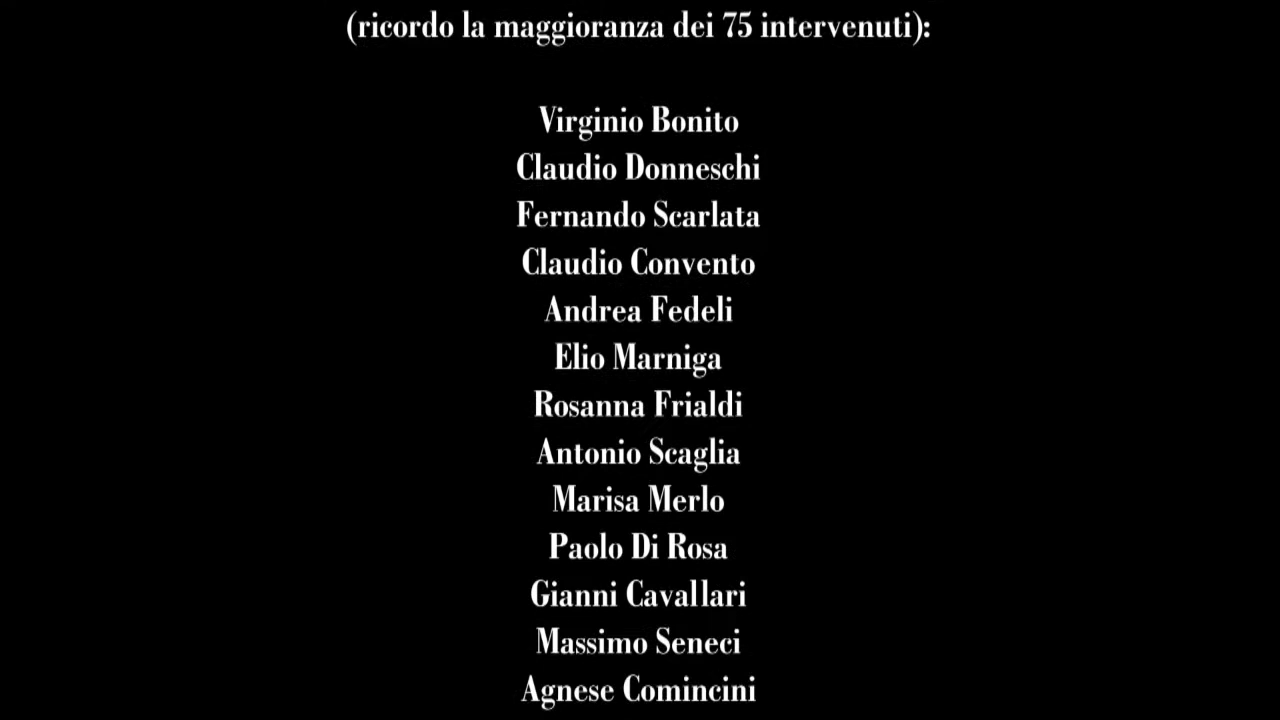 (ricordo la maggioranza dei 75 intervenuti):
Virginio Bonito
Claudio Donneschi
Fernando Scarlata
Claudio Convento
Andrea Fedeli
Elio Marniga
Rosanna Frialdi
Antonio Scaglia
Marisa Merlo
Paolo Di Rosa
Gianni Cavallari
Massimo Seneci
Agnese Comincini